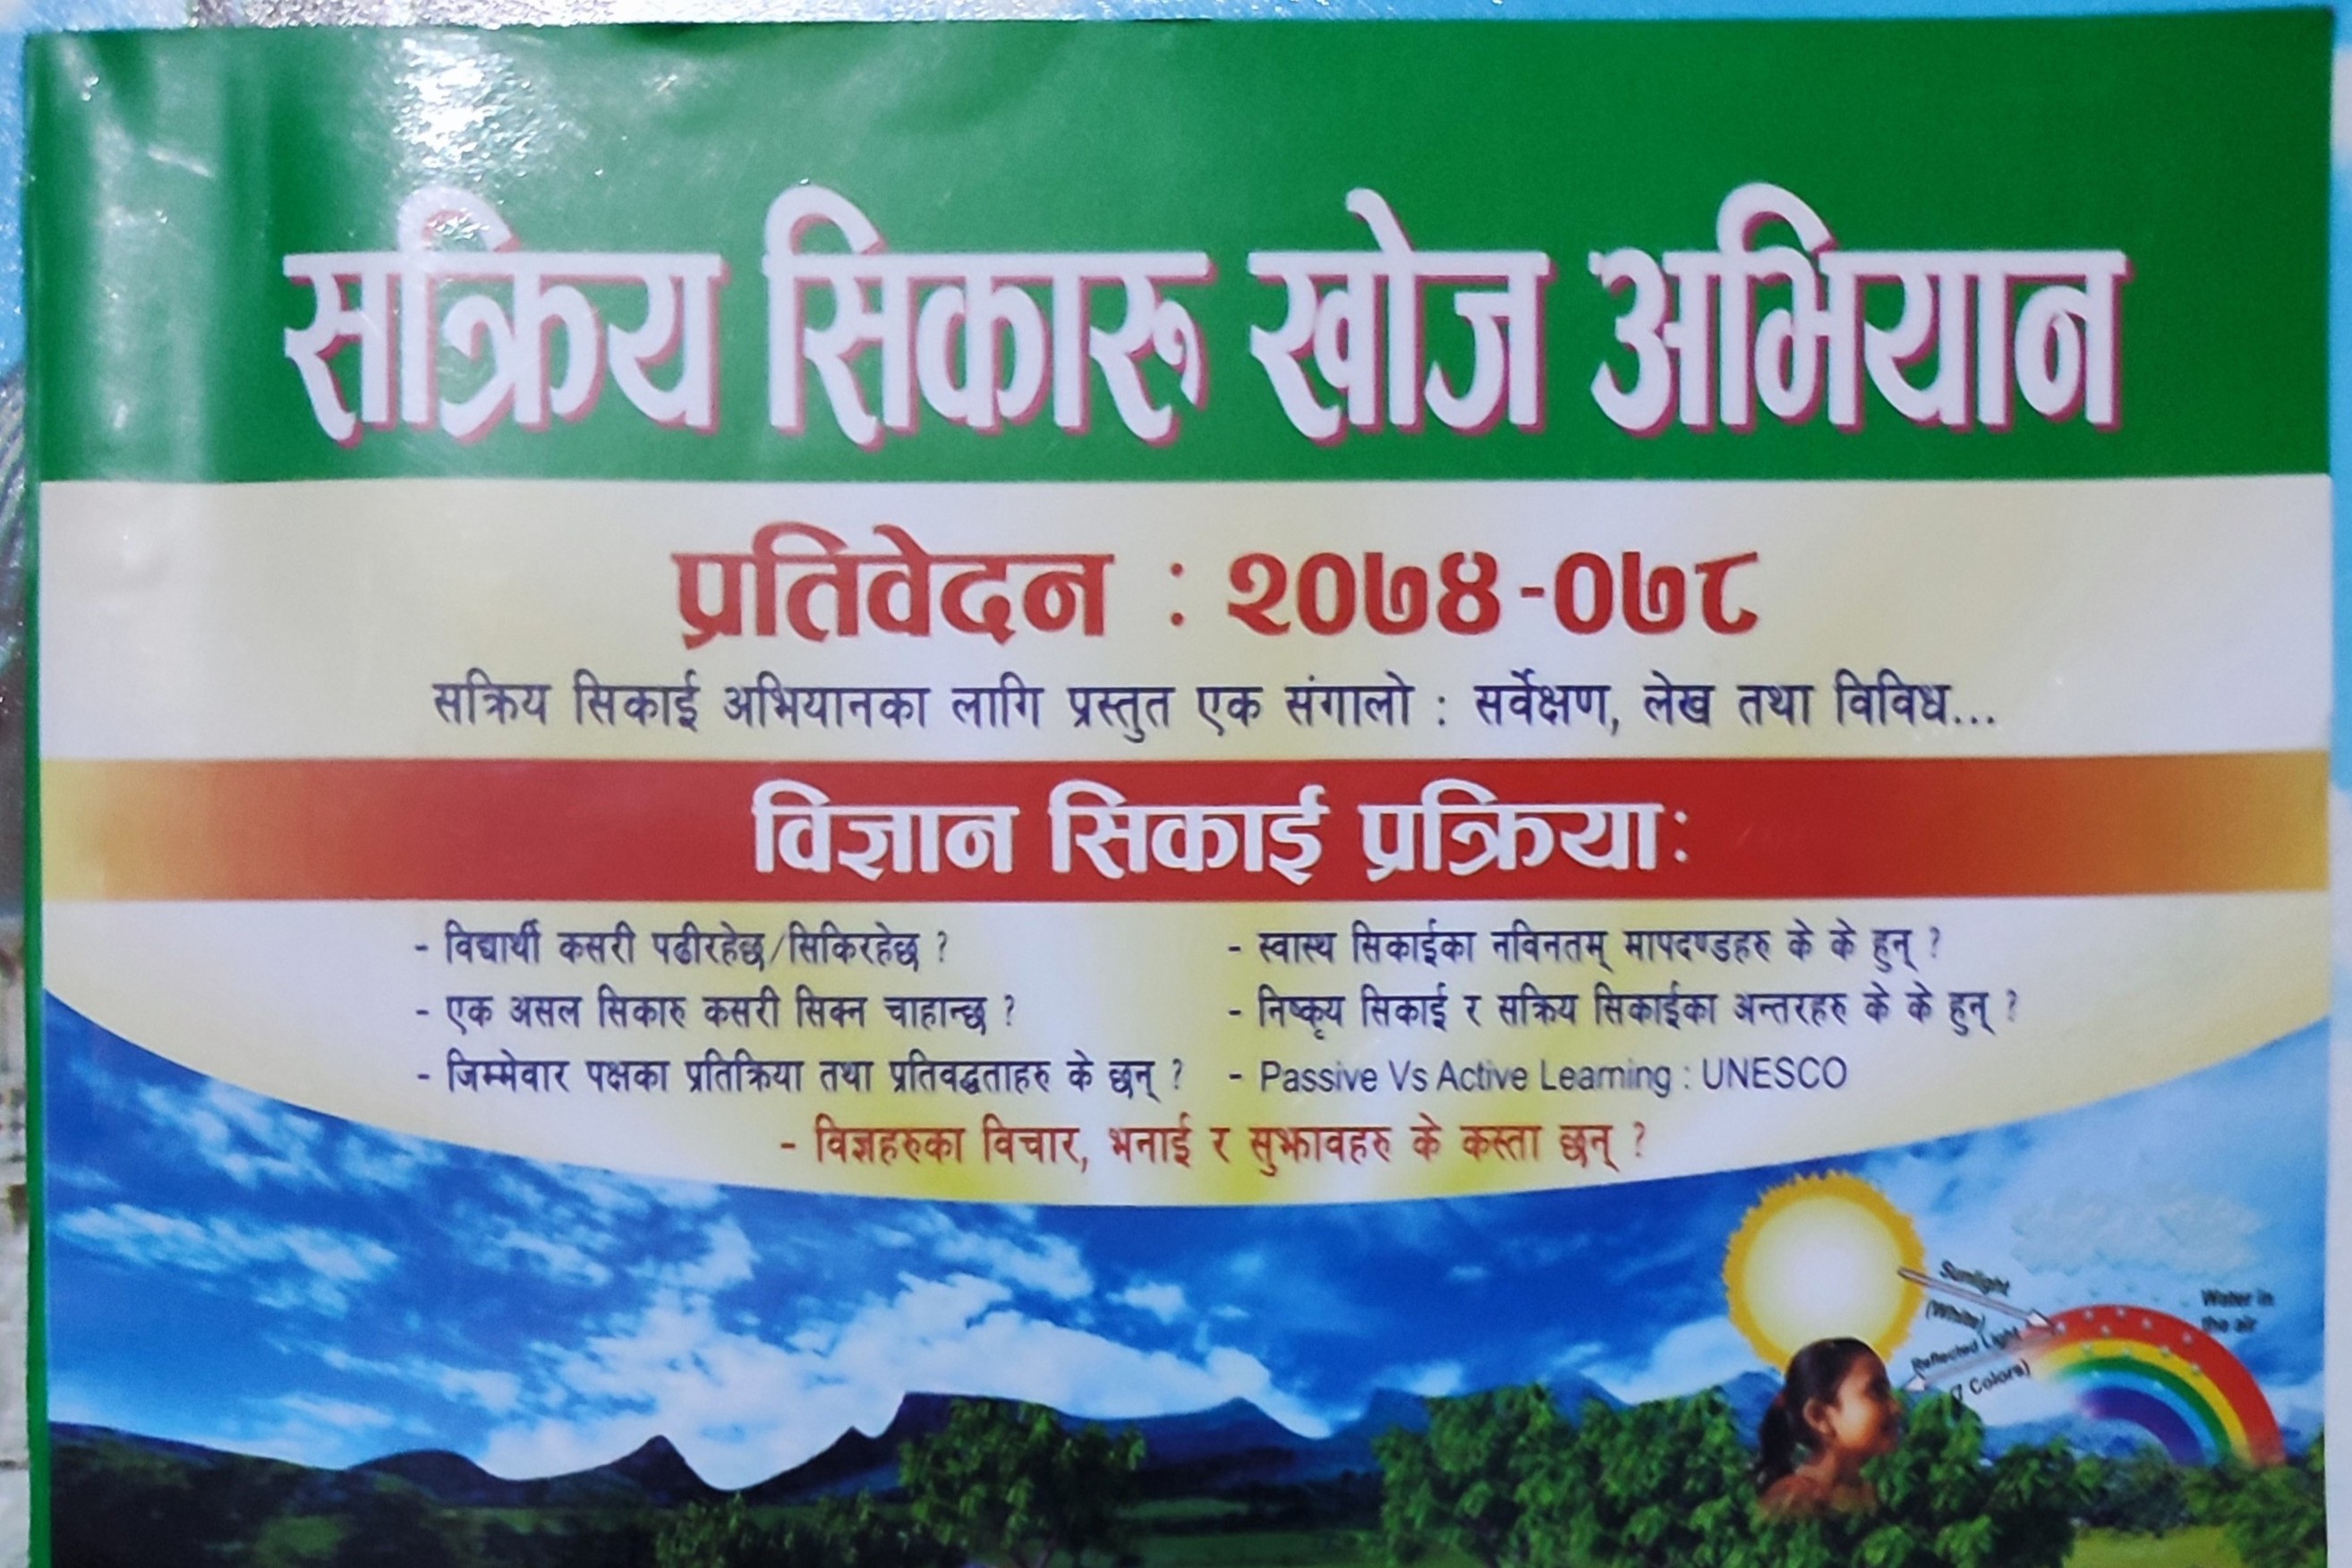 सक्रिय सिकारू खोज अभियान
प्रतिवेदन : २०७४-०७८
सक्रिय सिकाई अभियानका लागि प्रस्तुत एक संगालो : सर्वेक्षण, लेख तथा विविध...
विज्ञान सिकाई प्रक्रिया:
- विद्यार्थी कसरी पढीरहेछ/सिकिरहेछ ?
- एक असल सिकारु कसरी सिक्न चाहान्छ ?
- जिम्मेवार पक्षका प्रतिक्रिया तथा प्रतिवद्धताहरु के छन् ?
- स्वास्थ सिकाईका नविनतम् मापदण्डहरु के के हुन् ?
- निष्कृय सिकाई र सक्रिय सिकाईका अन्तरहरु के के हुन् ?
- Passive Vs Active Learning : UNESCO
- विज्ञहरुका विचार, भनाई र सुझावहरु के कस्ता छन् ?
Sunlight
(White)
Reflected Light
(7 Colors)
Water in
the air